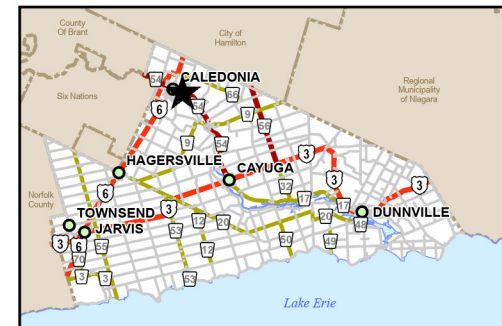 County
Of Brant
City of
Hamilton
Regional
Municipality
of Niagara
Six Nations
Norfolk
County
CALEDONIA
HAGERSVILLE
CAYUGA
TOWNSEND
JARVIS
DUNNVILLE
Lake Erie
54
54
66
6
9
56
9
54
3
6
32
3
3
17
17
3
20
48
3
12
20
53
6
55
12
50
49
70
3
3
53